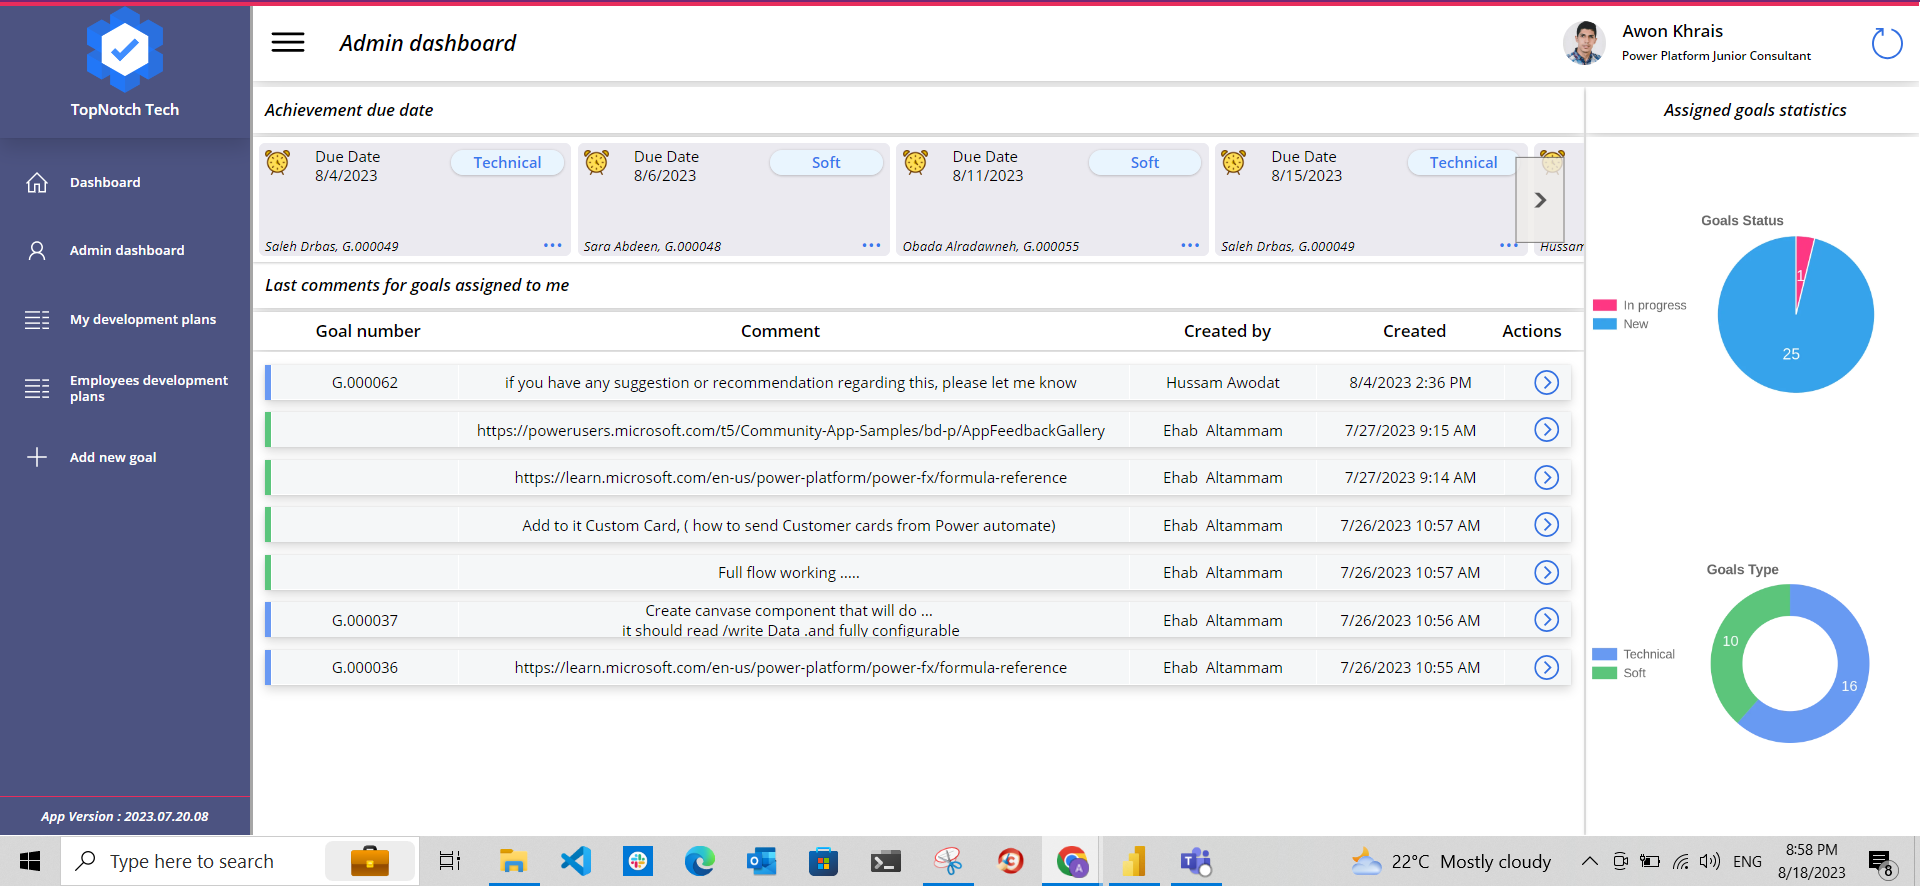 TopNotch Tech
Dashboard
Admin dashboard
My development plans
Employees development
plans
Add new goal
App Version : 2023.07.20.08
Admin dashboard
Awon Khrais
Power Platform Junior Consultant
Achievement due date
Due Date
8/4/2023
Technical
Saleh Drbas, G.000049
Due Date
8/6/2023
Soft
Sara Abdeen, G.000048
Due Date
8/11/2023
Soft
Obada Alradawneh, G.000055
Due Date
8/15/2023
Technical
Saleh Drbas, G.000049
Hussam
Last comments for goals assigned to me
Goal number Comment Created by Created Actions
G.000062 if you have any suggestion or recommendation regarding this, please let me know Hussam Awodat 8/4/2023 2:36 PM
https://powerusers.microsoft.com/t5/Community-App-Samples/bd-p/AppFeedbackGallery Ehab Altammam 7/27/2023 9:15 AM
https://learn.microsoft.com/en-us/power-platform/power-fx/formula-reference Ehab Altammam 7/27/2023 9:14 AM
Add to it Custom Card, ( how to send Customer cards from Power automate) Ehab Altammam 7/26/2023 10:57 AM
Full flow working ..... Ehab Altammam 7/26/2023 10:57 AM
G.000037 Create canvase component that will do ...
it should read /write Data .and fully configurable Ehab Altammam 7/26/2023 10:56 AM
G.000036 https://learn.microsoft.com/en-us/power-platform/power-fx/formula-reference Ehab Altammam 7/26/2023 10:55 AM
Assigned goals statistics
Goals Status
In progress
New
1
25
Goals Type
Technical
Soft
10
16
Type here to search
22°C Mostly cloudy
ENG
8:58 PM
8/18/2023
8